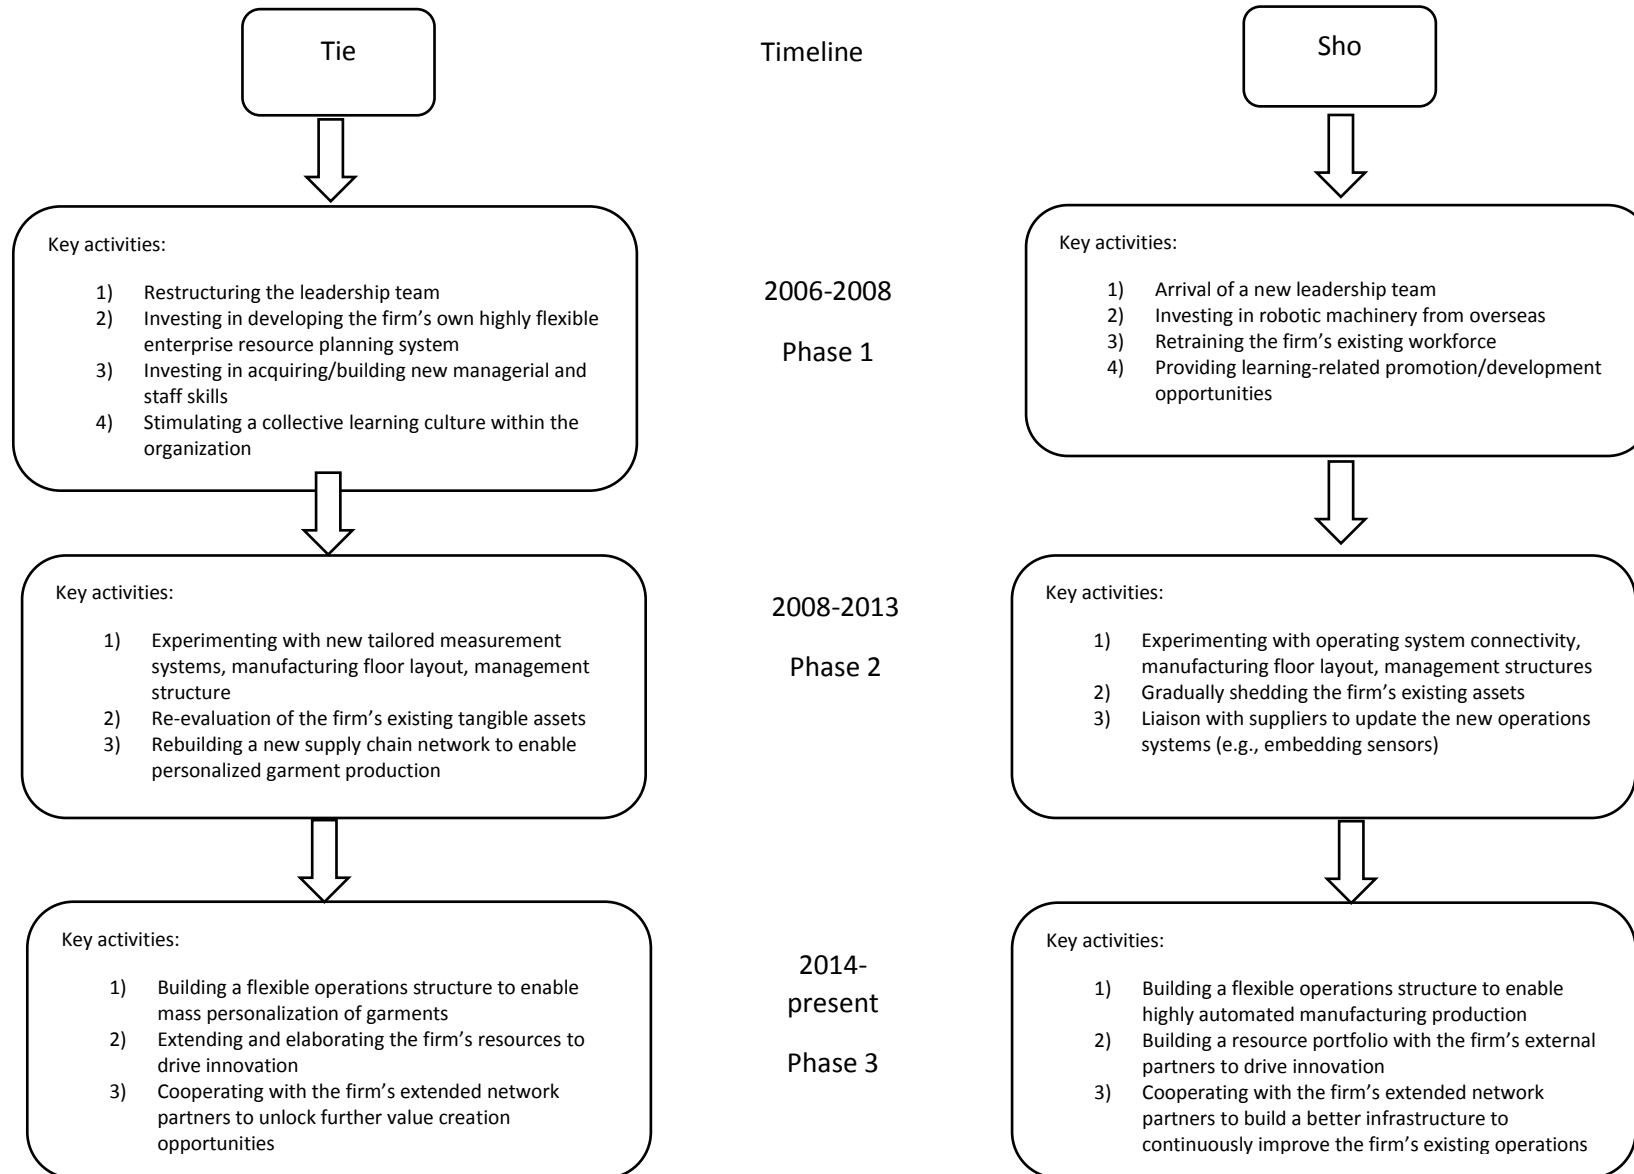 Tie
Timeline
Sho
Key activities:
1) Restructuring the leadership team
2) Investing in developing the firm’s own highly flexible
enterprise resource planning system
3) Investing in acquiring/building new managerial and
staff skills
4) Stimulating a collective learning culture within the
organization
2006-2008
Phase 1
Key activities:
1) Arrival of a new leadership team
2) Investing in robotic machinery from overseas
3) Retraining the firm’s existing workforce
4) Providing learning-related promotion/development
opportunities
Key activities:
1) Experimenting with new tailored measurement
systems, manufacturing floor layout, management
structure
2) Re-evaluation of the firm’s existing tangible assets
3) Rebuilding a new supply chain network to enable
personalized garment production
2008-2013
Phase 2
Key activities:
1) Experimenting with operating system connectivity,
manufacturing floor layout, management structures
2) Gradually shedding the firm’s existing assets
3) Liaison with suppliers to update the new operations
systems (e.g., embedding sensors)
Key activities:
1) Building a flexible operations structure to enable
mass personalization of garments
2) Extending and elaborating the firm’s resources to
drive innovation
3) Cooperating with the firm’s extended network
partners to unlock further value creation
opportunities
2014-
present
Phase 3
Key activities:
1) Building a flexible operations structure to enable
highly automated manufacturing production
2) Building a resource portfolio with the firm’s external
partners to drive innovation
3) Cooperating with the firm’s extended network
partners to build a better infrastructure to
continuously improve the firm’s existing operations